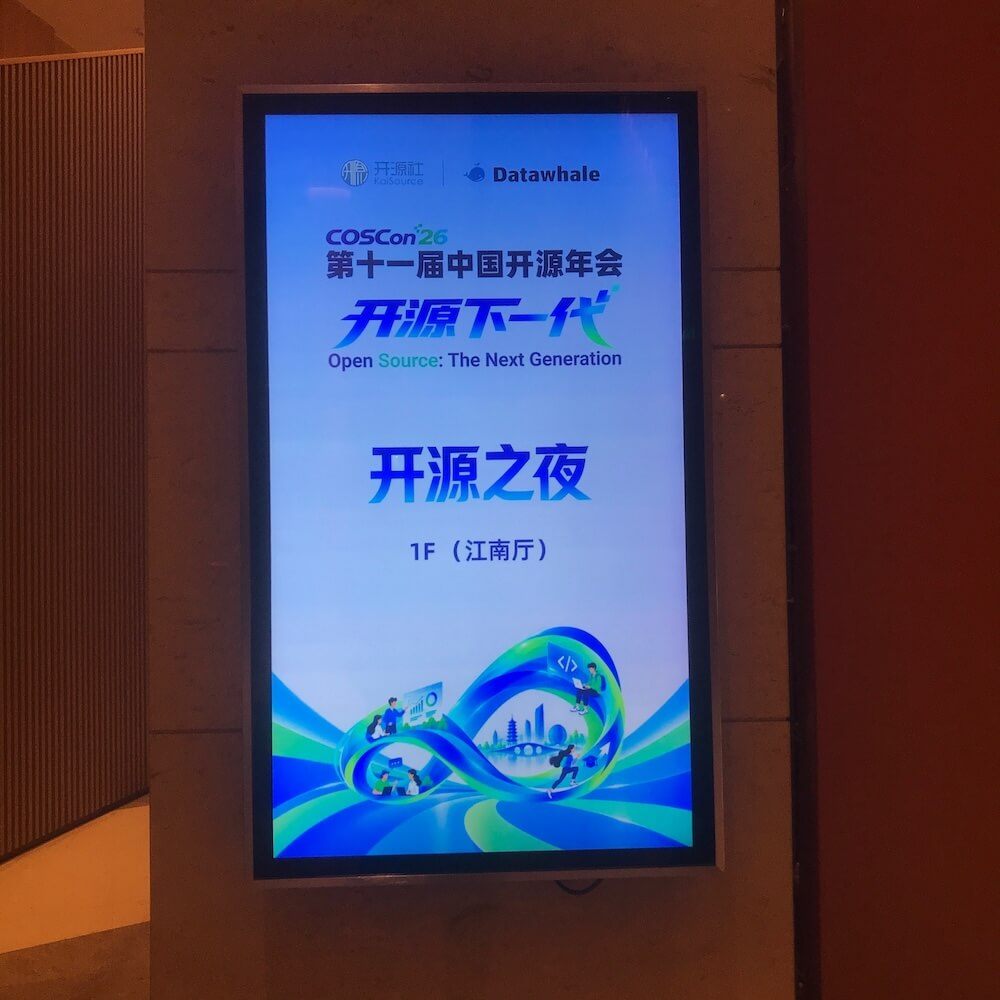 开源社 KaiSource | Datawhale
COSCon'26
第十一届中国开源年会
开源下一代
Open Source: The Next Generation
开源之夜
1F（江南厅）
</>